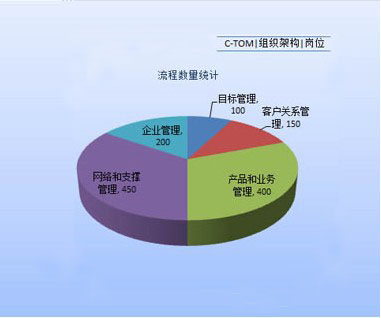 C-TOM|组织架构|岗位
流程数量统计
目标管理,
100
客户关系管
理, 150
企业管理,
200
网络和支撑
管理, 450
产品和业务
管理, 400